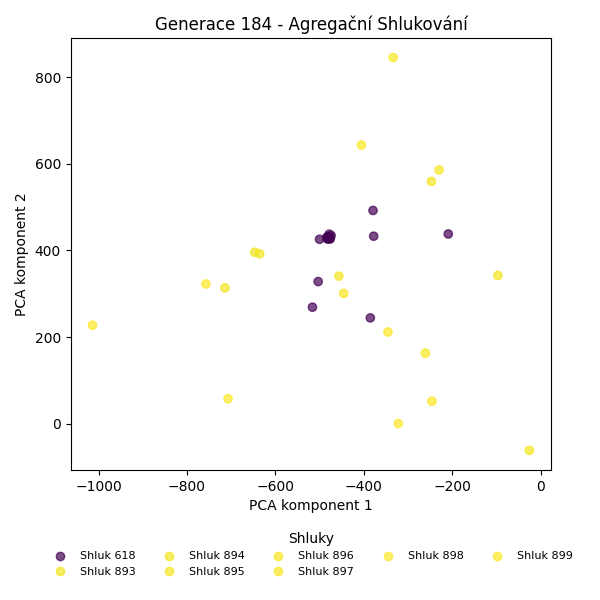 Generace 184 - Agregační Shlukování
PCA komponent 2
800
600
400
200
0
−1000
−800
−600
−400
−200
0
PCA komponent 1
Shluky
Shluk 618
Shluk 894
Shluk 896
Shluk 898
Shluk 899
Shluk 893
Shluk 895
Shluk 897